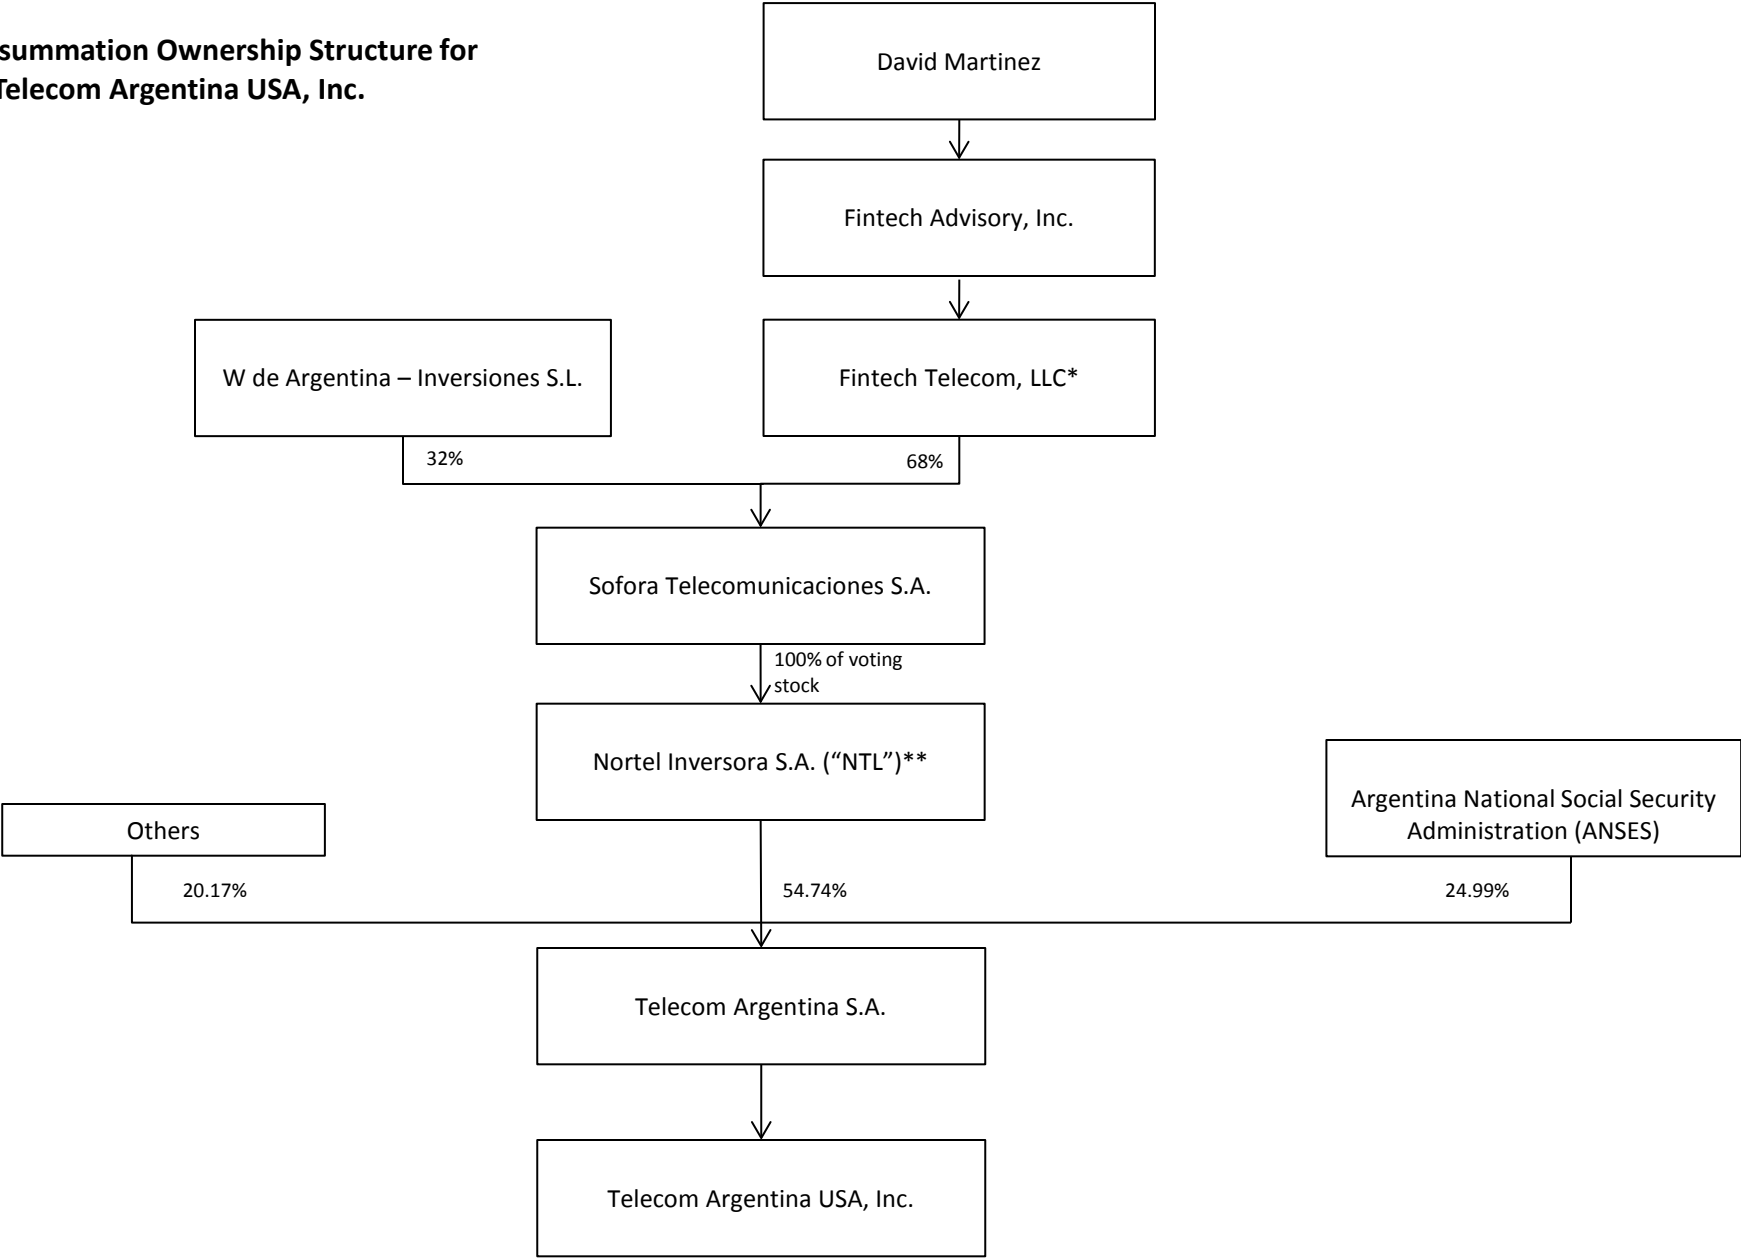 summation Ownership Structure for
Telecom Argentina USA, Inc.
David Martinez
Fintech Advisory, Inc.
W de Argentina – Inversiones S.L.
Fintech Telecom, LLC*
32%
68%
Sofora Telecomunicaciones S.A.
100% of voting
stock
Nortel Inversora S.A. (“NTL”)**
Argentina National Social Security
Administration (ANSES)
Others
20.17%
54.74%
24.99%
Telecom Argentina S.A.
Telecom Argentina USA, Inc.